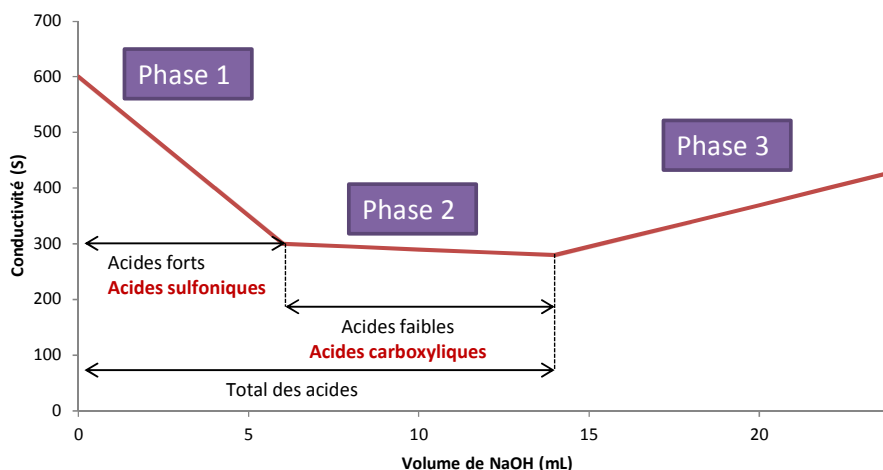 700
600
500
400
300
200
100
0
Conductivité (S)
Phase 1
Phase 2
Phase 3
Acides forts
Acides sulfoniques
Acides faibles
Acides carboxyliques
Total des acides
0
5
10
15
20
Volume de NaOH (mL)